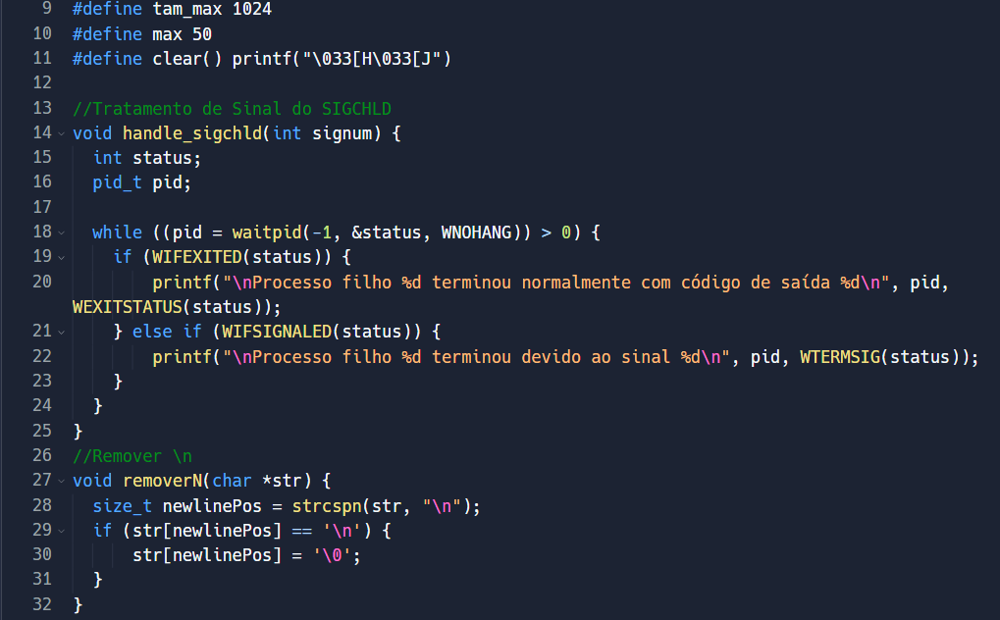 9 #define tam_max 1024
10 #define max 50
11 #define clear() printf("\033[H\033[J")
12
13 //Tratamento de Sinal do SIGCHLD
14 void handle_sigchld(int signum) {
15   int status;
16   pid_t pid;
17
18   while ((pid = waitpid(-1, &status, WNOHANG)) > 0) {
19     if (WIFEXITED(status)) {
20         printf("\nProcesso filho %d terminou normalmente com código de saída %d\n", pid,
WEXITSTATUS(status));
21     } else if (WIFSIGNALED(status)) {
22         printf("\nProcesso filho %d terminou devido ao sinal %d\n", pid, WTERMSIG(status));
23     }
24   }
25 }
26 //Remover \n
27 void removerN(char *str) {
28   size_t newlinePos = strcspn(str, "\n");
29   if (str[newlinePos] == '\n') {
30       str[newlinePos] = '\0';
31   }
32 }